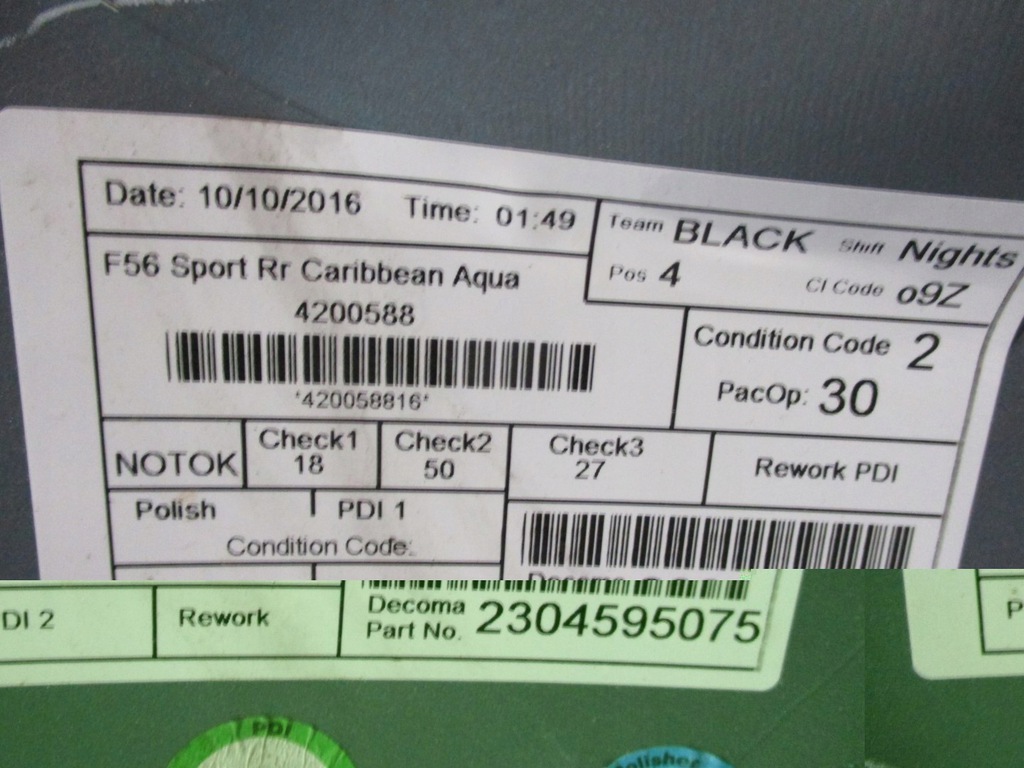 Date: 10/10/2016 Time: 01:49
Team BLACK Shift Nights
Pos 4 CI Code o9Z
F56 Sport Rr Caribbean Aqua
4200588
*420058816*
Condition Code 2
PacOp: 30
NOTOK
Check1
18
Check2
50
Check3
27
Rework PDI
Polish PDI 1
Condition Code:
DI 2
Rework
Decoma
Part No. 2304595075
P
PDI
olishe